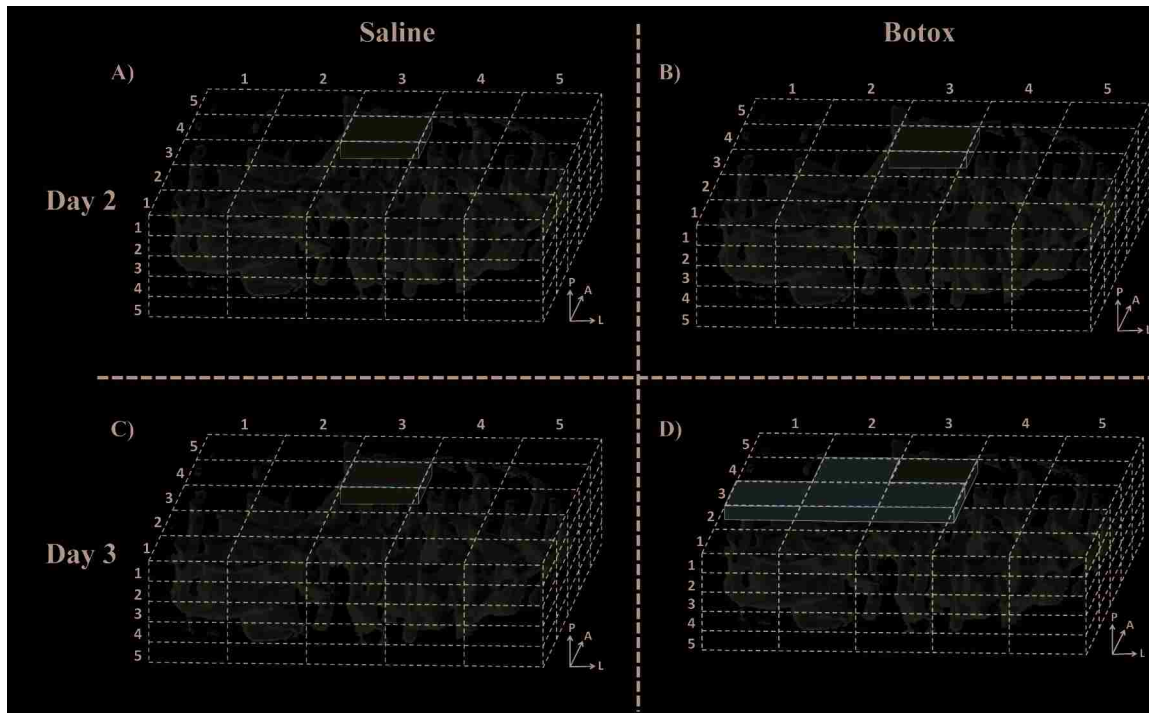 Saline Botox
A) B)
1 2 3 4 5 1 2 3 4 5
5 4 3 2 1 5 4 3 2 1
Day 2
1 2 3 4 5 1 2 3 4 5
P A L P A L
C) D)
1 2 3 4 5 1 2 3 4 5
5 4 3 2 1 5 4 3 2 1
Day 3
1 2 3 4 5 1 2 3 4 5
P A L P A L